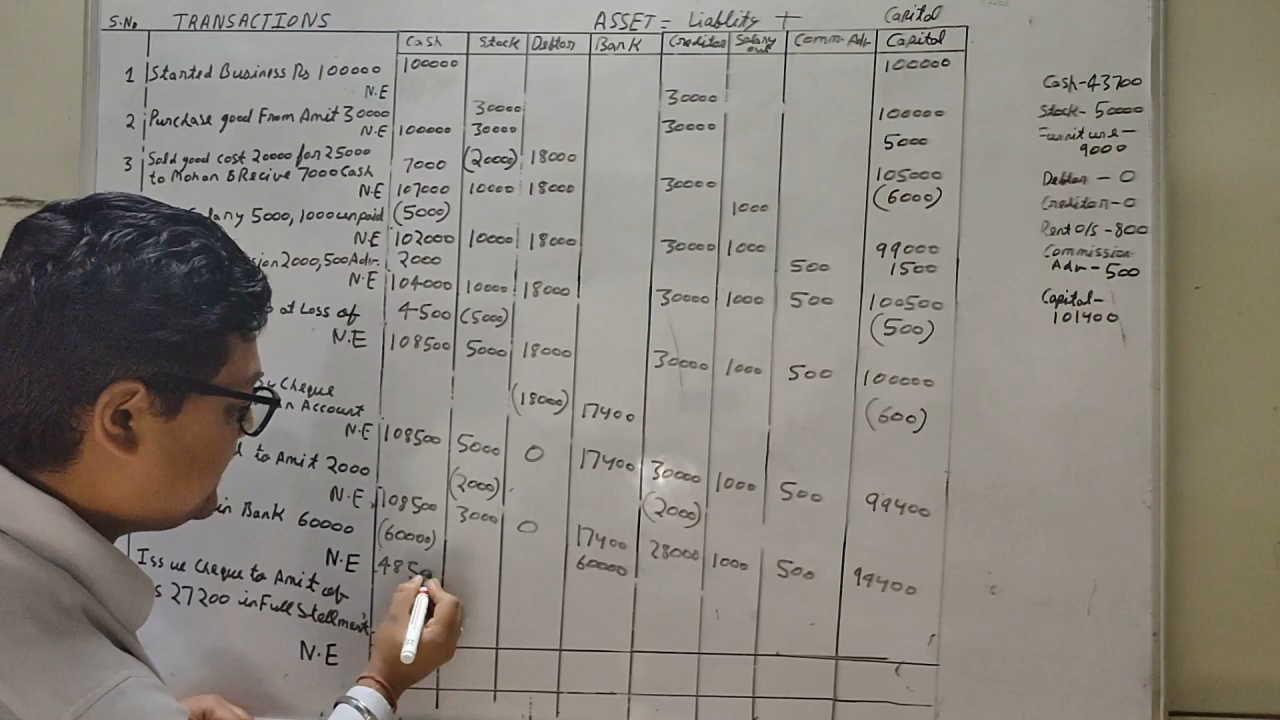 S.No TRANSACTIONS ASSET = Liablity + Capital
Cash Stock Debtor Bank Creditor Salary out Comm. Adr Capital
1 Started Business Rs 100000 100000 100000
N.E 30000 30000
2 Purchase good From Amit 30000 100000
N.E 100000 30000 30000
3 Sold good cost 20000 for 25000 5000
to Mohan & Recive 7000 Cash 7000 (2000) 18000
N.E 107000 10000 18000 30000 105000
Salary 5000, 1000 unpaid (5000) 1000 (6000)
N.E 102000 10000 18000 30000 1000 99000
2000, 500 Adr. 2000 500 1500
N.E 104000 10000 18000 30000 1000 500 100500
at Loss of 4500 (5000) (500)
N.E 108500 5000 18000 30000 1000 500 100000
Cheque
Account (18000) 17400 (600)
N.E 108500 5000 0 17400 30000 1000 500 99400
to Amit 2000 (2000) (2000)
N.E 108500 3000 0 17400 28000 1000 500 99400
in Bank 60000 (60000) 60000
N.E 4850
Issue Cheque to Amit of
27200 in Full Stellment
N.E
Cash-43700
Stock- 50000
Furniture-
9000
Debtor - 0
Creditor-0
Rent O/S -800
Commission
Adr-500
Capital-
101400